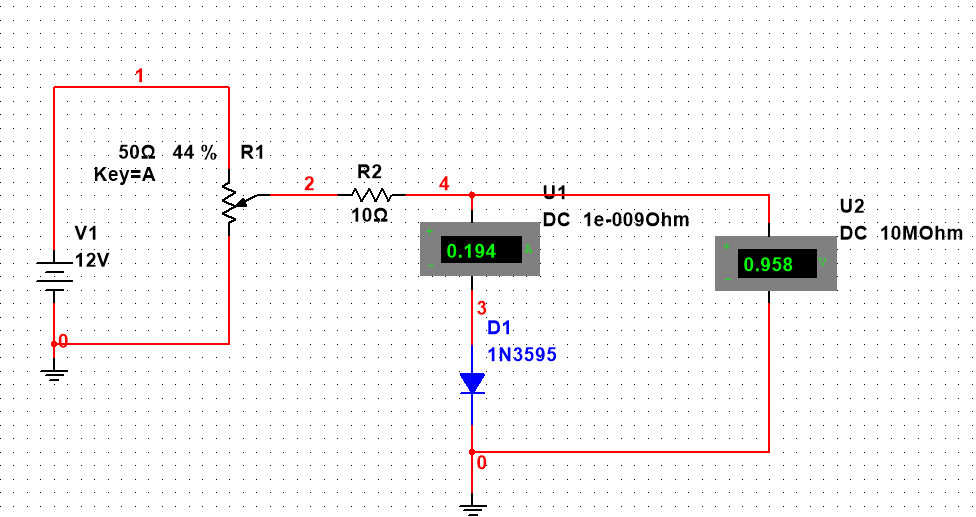 1
50Ω 44 % R1
Key=A
R2
2
4
10Ω
U1
DC 1e-009Ohm
U2
DC 10MOhm
V1
12V
+
0.194 A
-
+
0.958 V
-
3
D1
1N3595
0
0